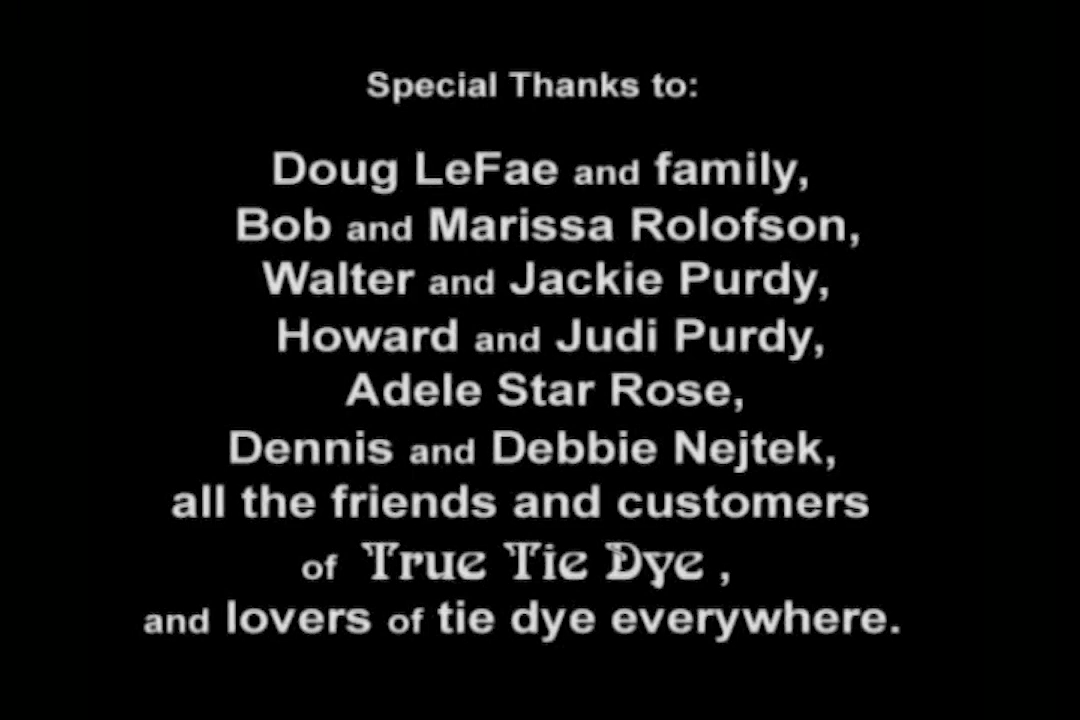 Special Thanks to:
Doug LeFae and family,
Bob and Marissa Rolofson,
Walter and Jackie Purdy,
Howard and Judi Purdy,
Adele Star Rose,
Dennis and Debbie Nejtek,
all the friends and customers
of True Tie Dye ,
and lovers of tie dye everywhere.